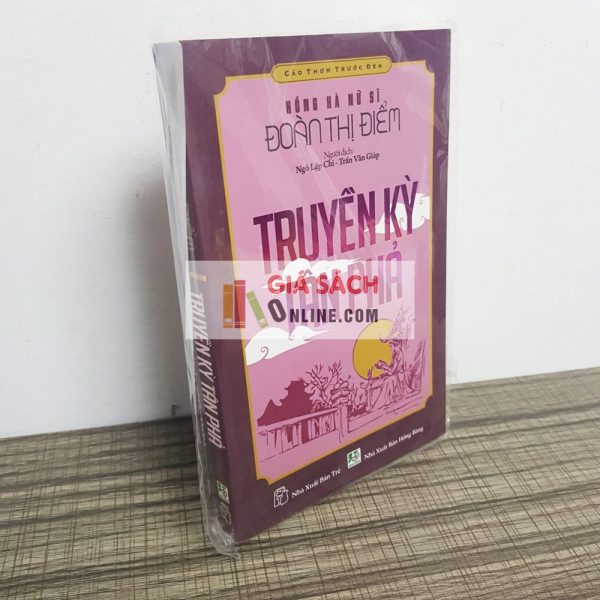 CẢO THƠM TRƯỚC ĐÈN
HỒNG HÀ NỮ SĨ
ĐOÀN THỊ ĐIỂM
Người dịch:
Ngô Lập Chi - Trần Văn Giáp
TRUYỀN KỲ
TÂN PHẢ
GIÁ SÁCH
ONLINE.COM
Nhà Xuất Bản Trẻ
Nhà Xuất Bản Hồng Bàng
TRUYỀN KỲ TÂN PHẢ